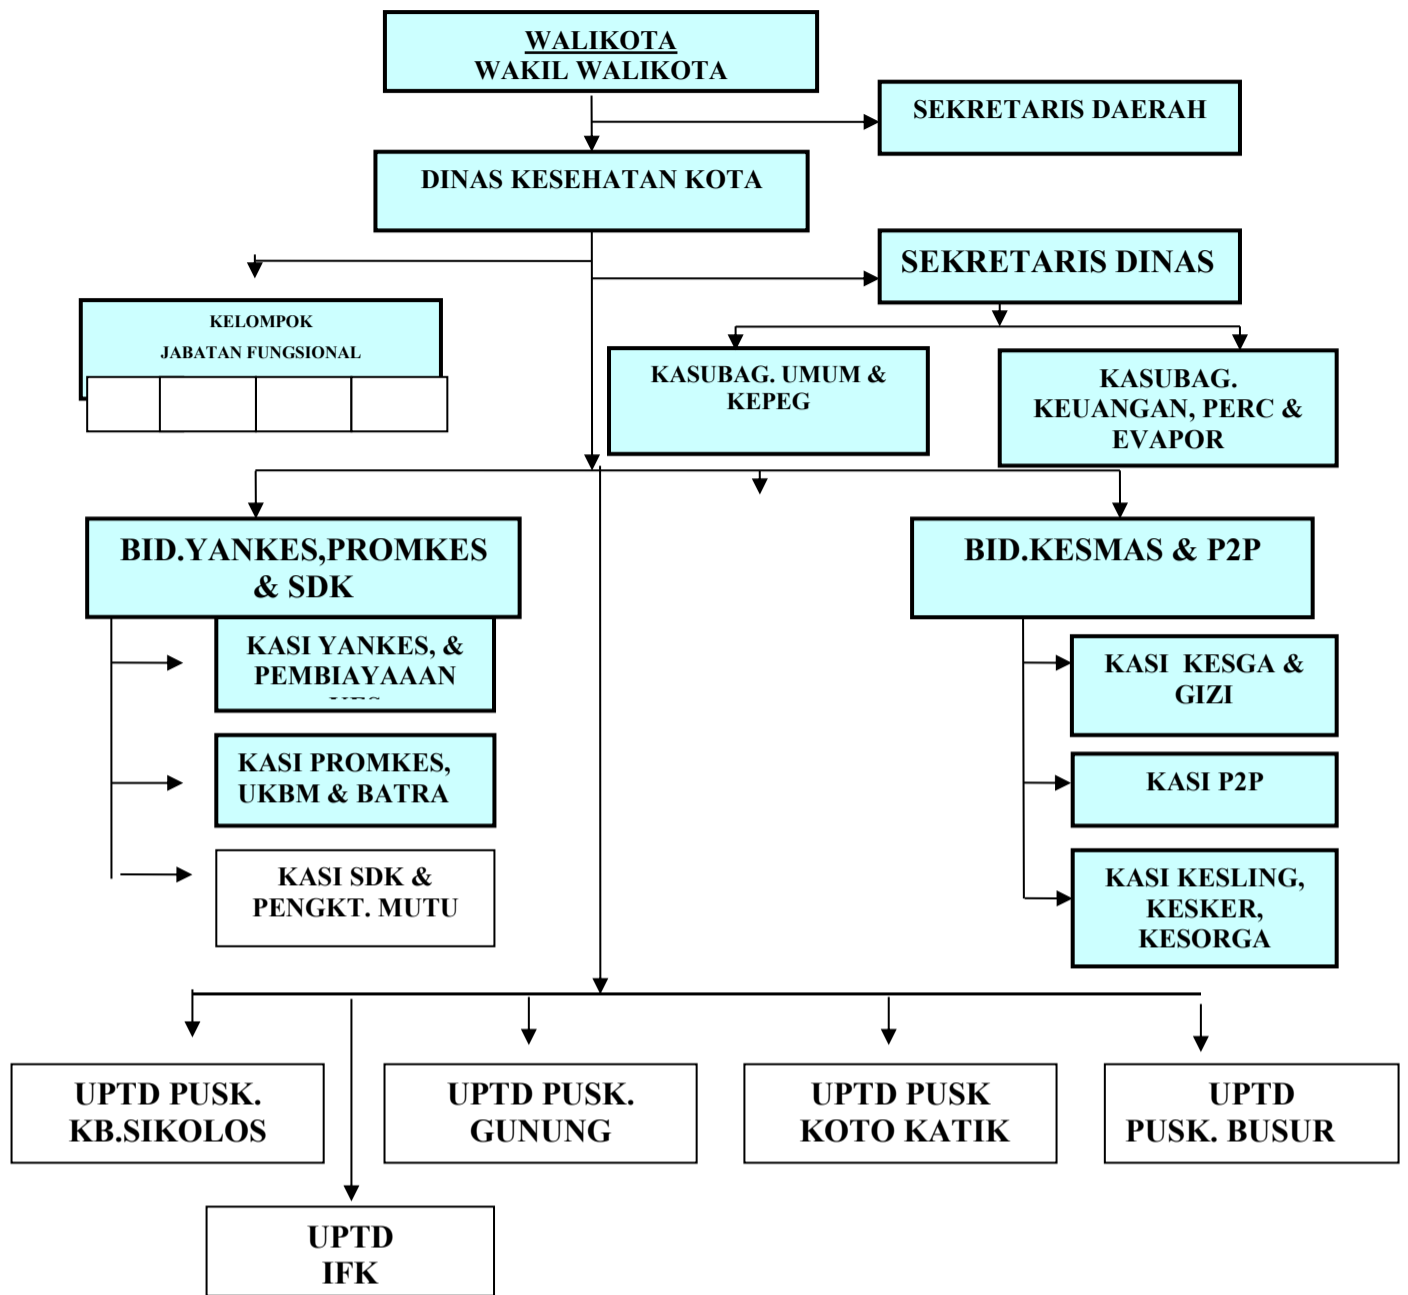 WALIKOTA
WAKIL WALIKOTA
SEKRETARIS DAERAH
DINAS KESEHATAN KOTA
SEKRETARIS DINAS
KELOMPOK
JABATAN FUNGSIONAL
KASUBAG. UMUM &
KEPEG
KASUBAG.
KEUANGAN, PERC &
EVAPOR
BID.YANKES,PROMKES
& SDK
BID.KESMAS & P2P
KASI YANKES, &
PEMBIAYAAAN
KASI PROMKES,
UKBM & BATRA
KASI SDK &
PENGKT. MUTU
KASI KESGA &
GIZI
KASI P2P
KASI KESLING,
KESKER,
KESORGA
UPTD PUSK.
KB.SIKOLOS
UPTD PUSK.
GUNUNG
UPTD PUSK
KOTO KATIK
UPTD
PUSK. BUSUR
UPTD
IFK